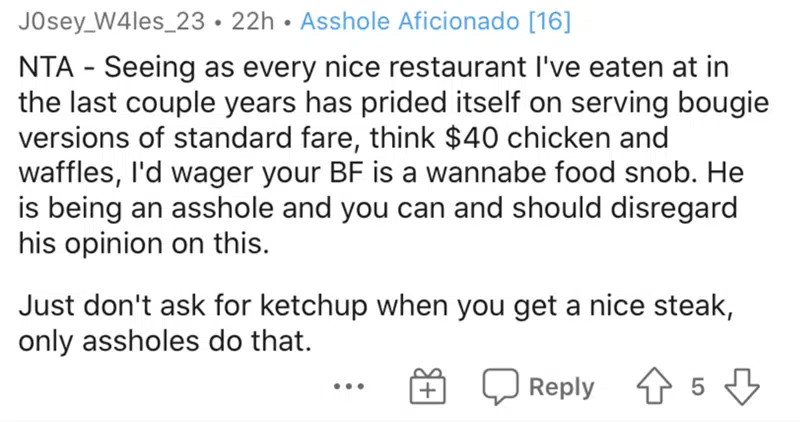 J0sey_W4les_23 • 22h • Asshole Aficionado [16]
NTA - Seeing as every nice restaurant I've eaten at in
the last couple years has prided itself on serving bougie
versions of standard fare, think $40 chicken and
waffles, I'd wager your BF is a wannabe food snob. He
is being an asshole and you can and should disregard
his opinion on this.
Just don't ask for ketchup when you get a nice steak,
only assholes do that.
Reply 5